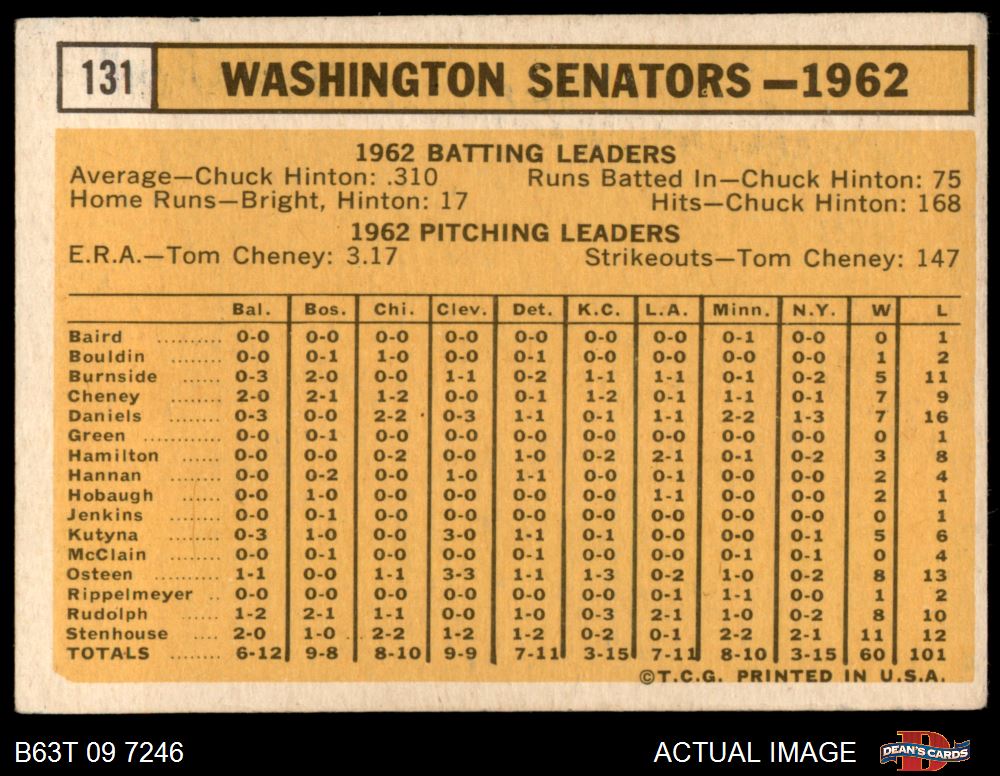 131 WASHINGTON SENATORS—1962
1962 BATTING LEADERS
Average—Chuck Hinton: .310 Runs Batted In—Chuck Hinton: 75
Home Runs—Bright, Hinton: 17 Hits—Chuck Hinton: 168
1962 PITCHING LEADERS
E.R.A.—Tom Cheney: 3.17 Strikeouts—Tom Cheney: 147
Bal. Bos. Chi. Clev. Det. K.C. L.A. Minn. N.Y. W L
Baird ......... 0-0 0-0 0-0 0-0 0-0 0-0 0-0 0-1 0-0 0 1
Bouldin ....... 0-0 0-1 1-0 0-0 0-1 0-0 0-0 0-0 0-0 1 2
Burnside ...... 0-3 2-0 0-0 1-1 0-2 1-1 1-1 0-1 0-2 5 11
Cheney ........ 2-0 2-1 1-2 0-0 0-1 1-2 0-1 1-1 0-1 7 9
Daniels ....... 0-3 0-0 2-2 0-3 1-1 0-1 1-1 2-2 1-3 7 16
Green ............ 0-0 0-1 0-0 0-0 0-0 0-0 0-0 0-0 0-0 0 1
Hamilton ...... 0-0 0-0 0-2 0-0 1-0 0-2 2-1 0-1 0-2 3 8
Hannan ........ 0-0 0-2 0-0 1-0 1-1 0-0 0-0 0-0 0-1 2 4
Hobaugh ...... 0-0 1-0 0-0 0-0 0-0 0-0 1-1 0-0 0-0 2 1
Jenkins ........ 0-0 0-1 0-0 0-0 0-0 0-0 0-0 0-0 0-0 0 1
Kutyna ........ 0-3 1-0 0-0 3-0 1-1 0-1 0-0 0-0 0-1 5 6
McClain ....... 0-0 0-1 0-0 0-0 0-1 0-0 0-0 0-1 0-1 0 4
Osteen .......... 1-1 0-0 1-1 3-3 1-1 1-3 0-2 1-0 0-2 8 13
Rippelmeyer .. 0-0 0-0 0-0 0-0 0-0 0-0 0-1 1-1 0-0 1 2
Rudolph ....... 1-2 2-1 1-1 0-0 1-0 0-3 2-1 1-0 0-2 8 10
Stenhouse .... 2-0 1-0 2-2 1-2 1-2 0-2 0-1 2-2 2-1 11 12
TOTALS ........ 6-12 9-8 8-10 9-9 7-11 3-15 7-11 8-10 3-15 60 101
©T.C.G. PRINTED IN U.S.A.
B63T 09 7246 ACTUAL IMAGE DEAN'S CARDS